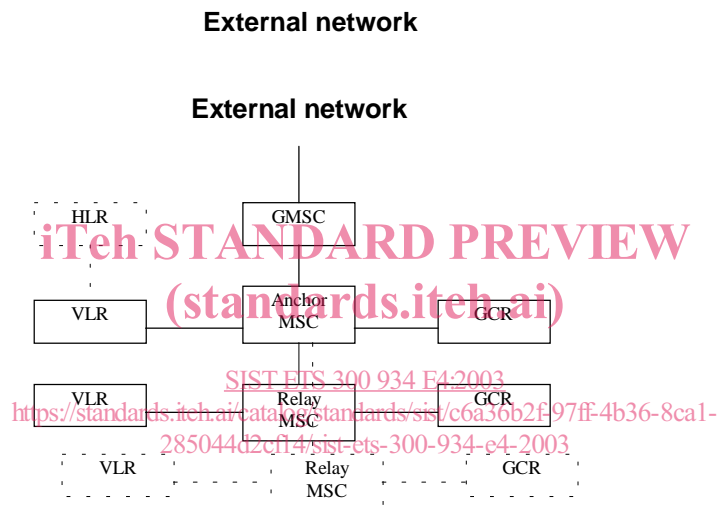 External network
External network
HLR GMSC
iTeh STANDARD PREVIEW
(standards.iteh.ai)
VLR Anchor MSC GCR
SIST ETS 300 934 E4:2003
VLR Relay MSC GCR
https://standards.iteh.ai/catalog/standards/sist/c6a36b2f-97ff-4b36-8ca1-
285044d2cf14/sist-ets-300-934-e4-2003
VLR Relay GCR
MSC